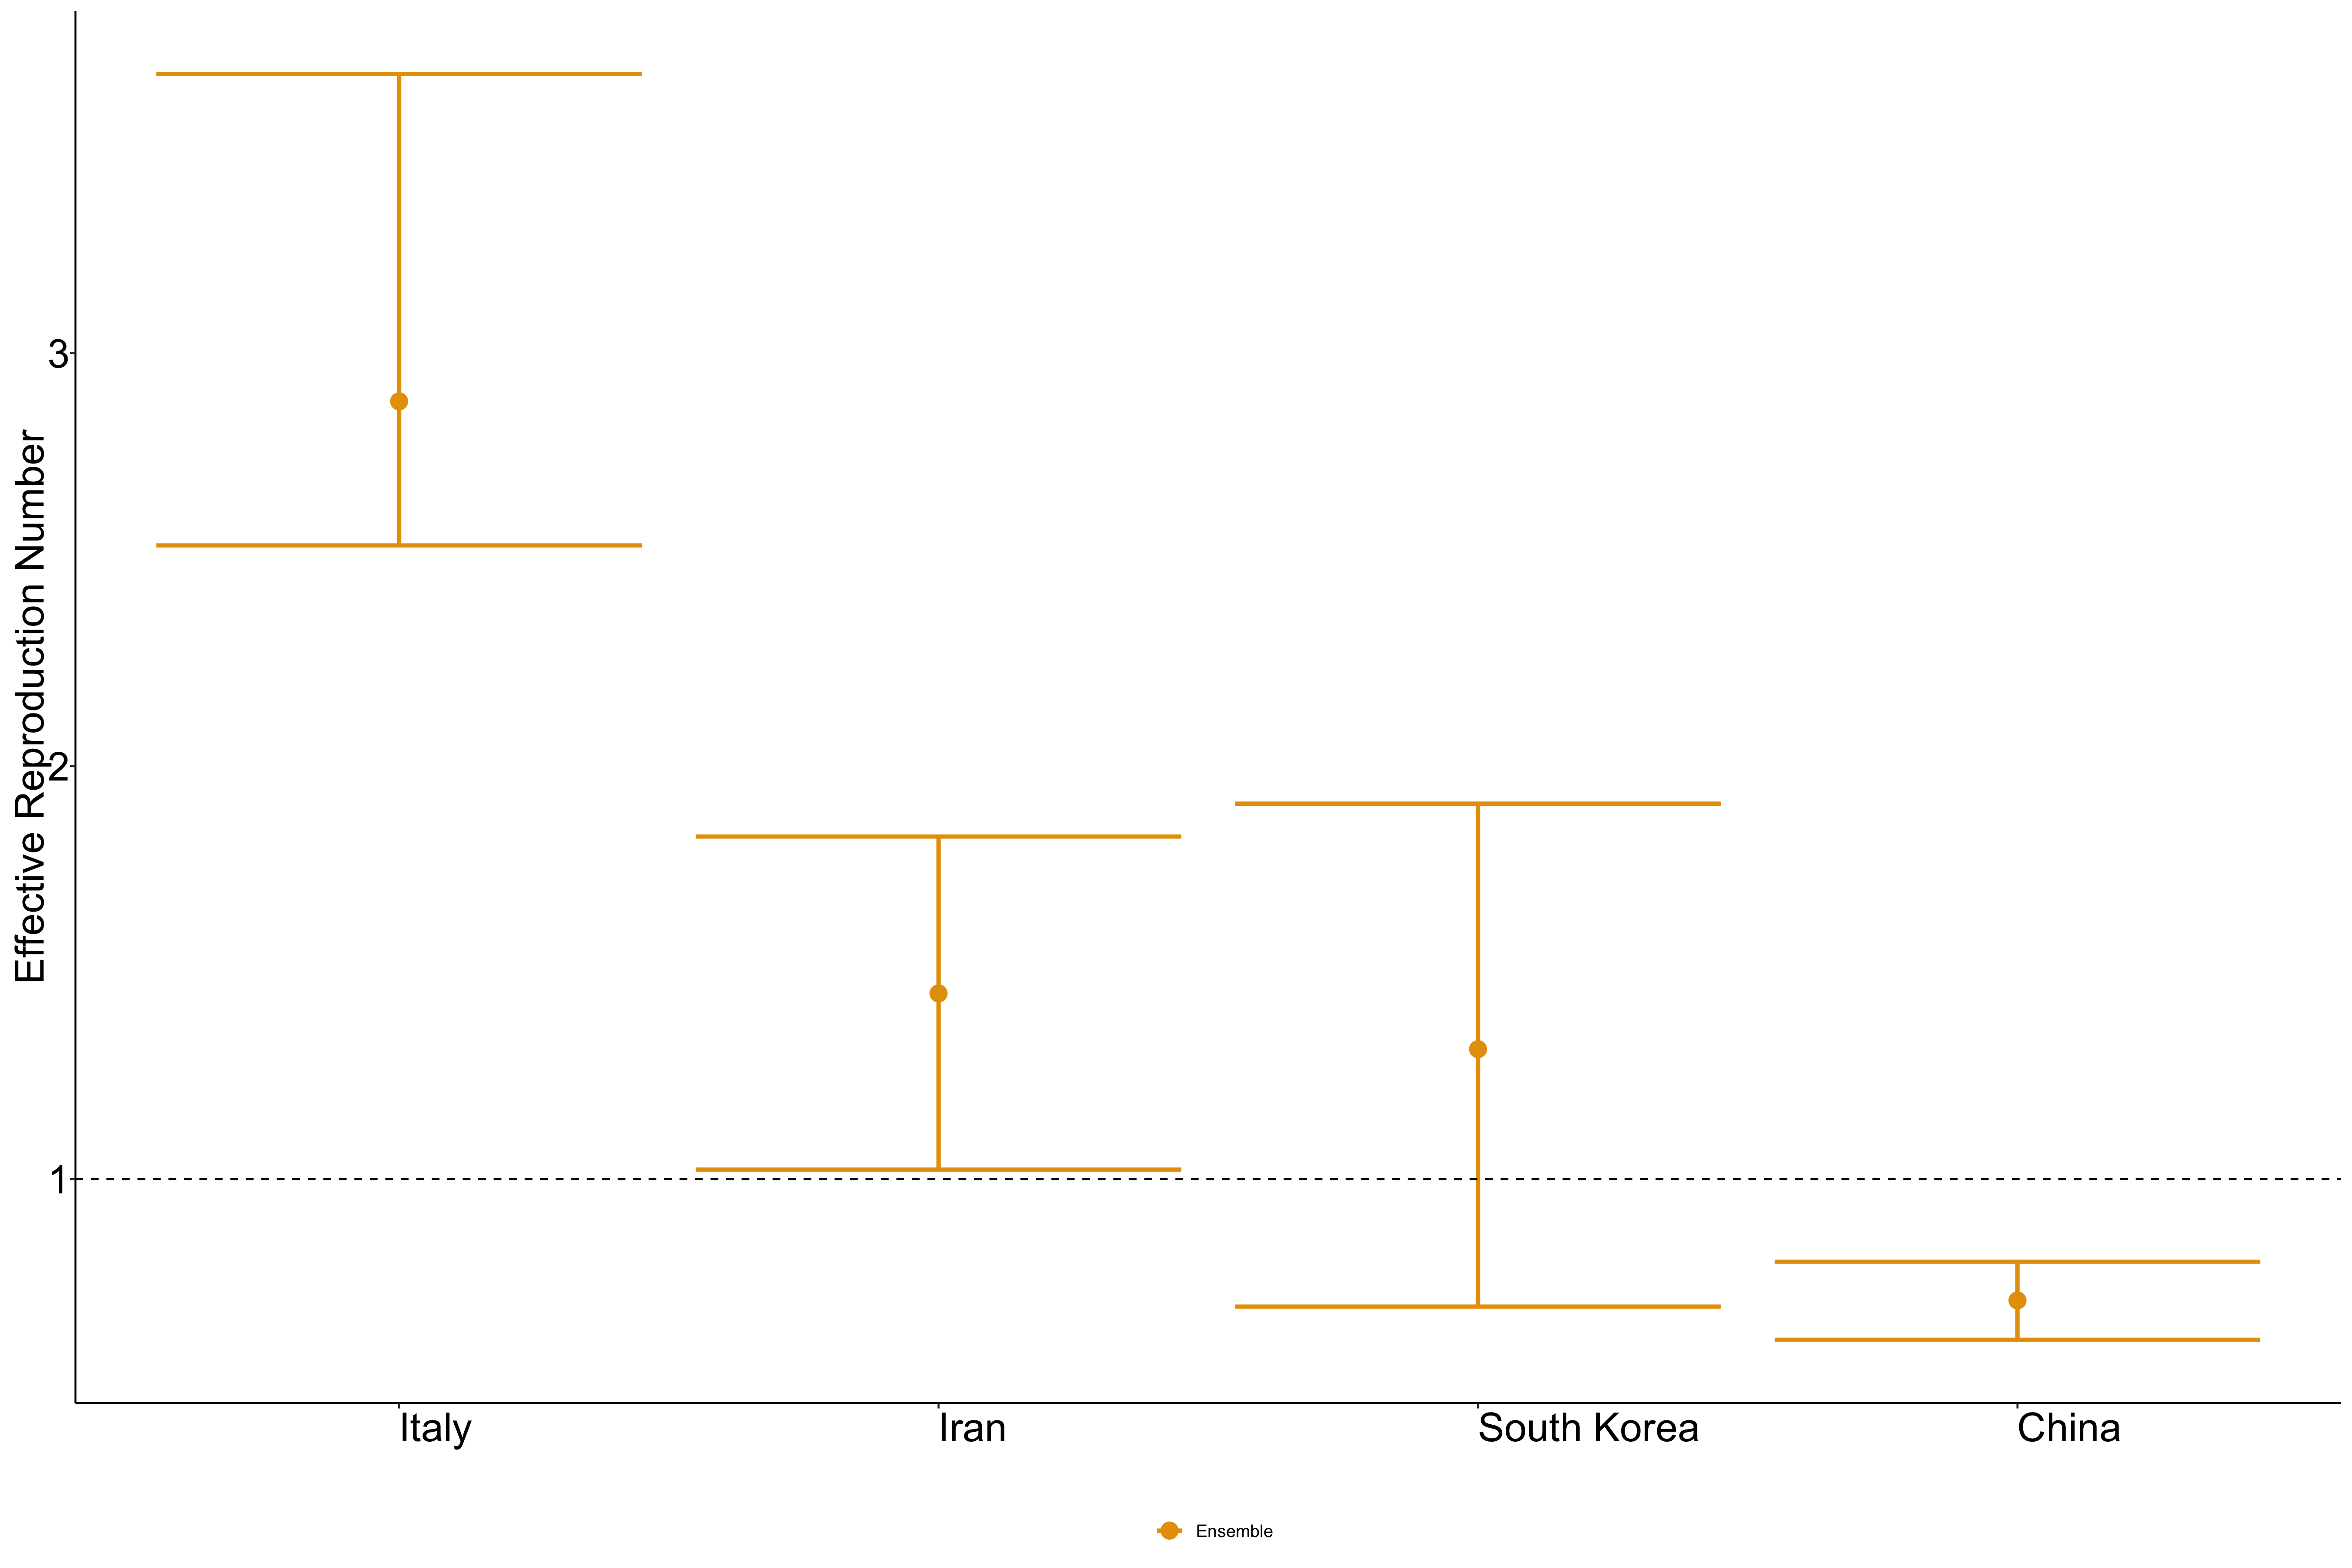 Effective Reproduction Number
3
2
1
Italy
Iran
South Korea
China
Ensemble